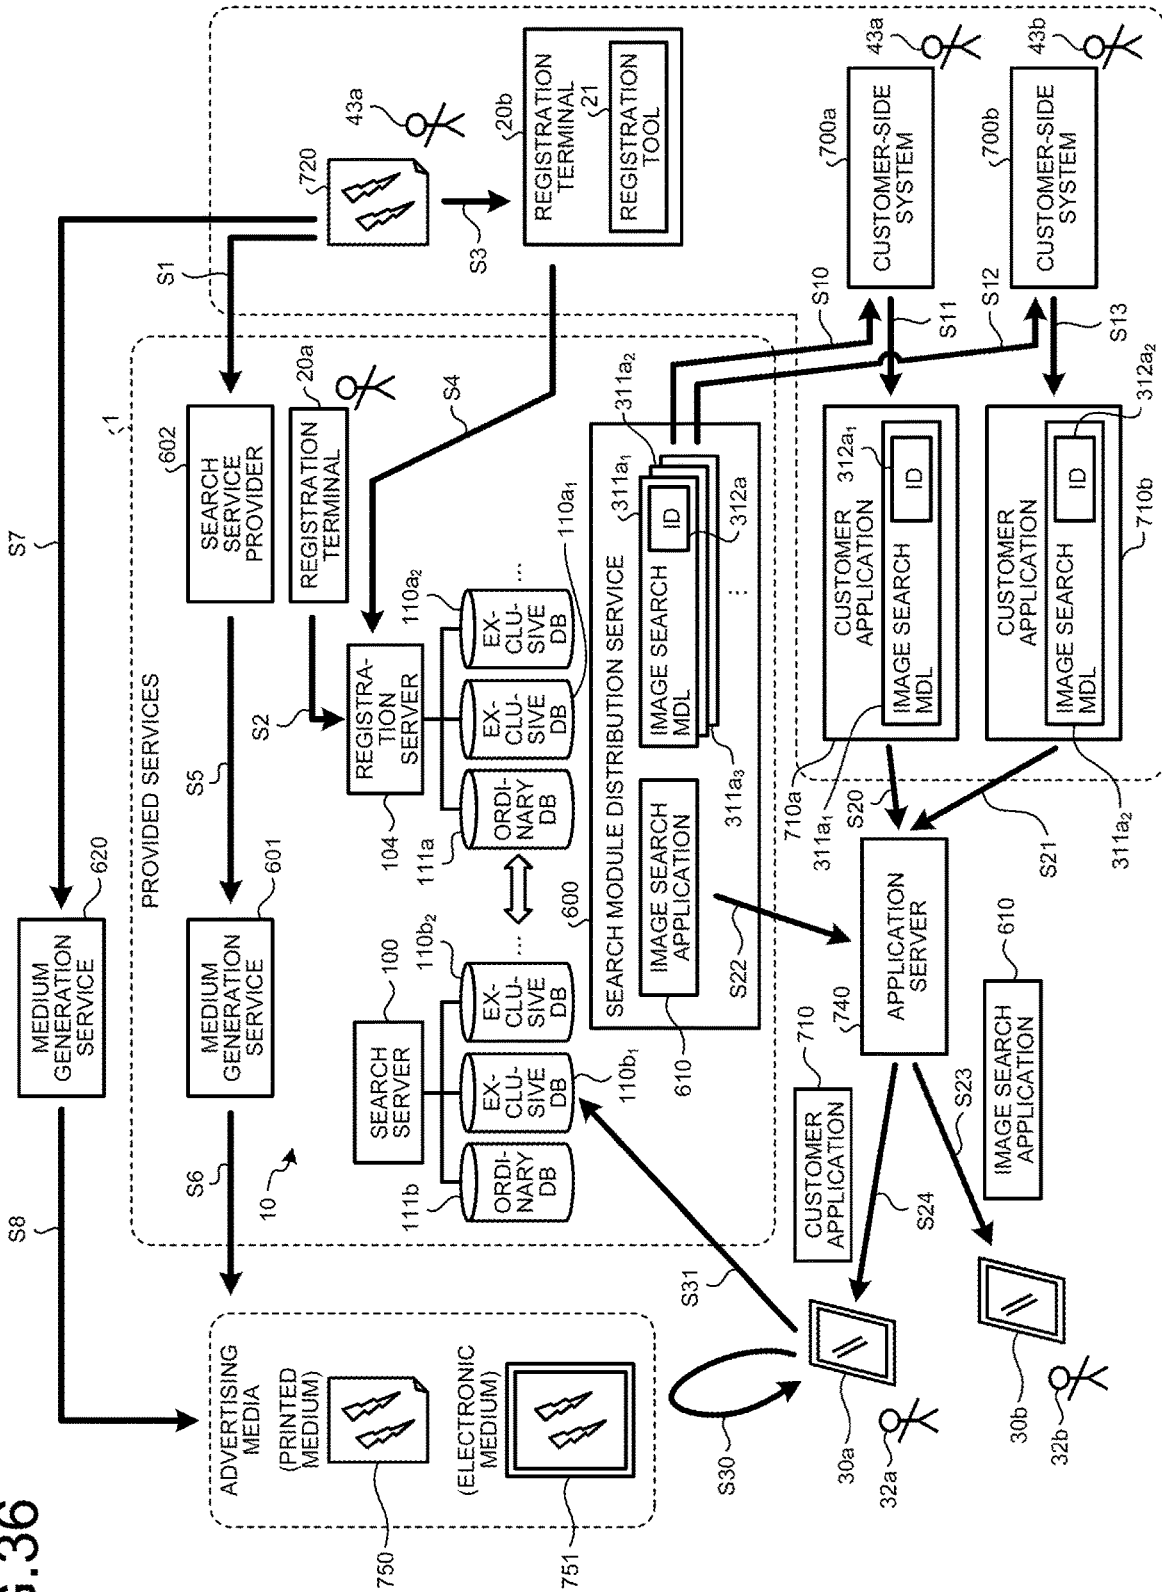 G.36
S8
S7
MEDIUM
GENERATION
SERVICE
620
S1
720
43a
S3
20b
REGISTRATION
TERMINAL
21
REGISTRATION
TOOL
1
PROVIDED SERVICES
ADVERTISING
MEDIA
(PRINTED
MEDIUM)
750
(ELECTRONIC
MEDIUM)
751
S6
10
MEDIUM
GENERATION
SERVICE
601
S5
SEARCH
SERVICE
PROVIDER
602
20a
REGISTRATION
TERMINAL
S2
S4
SEARCH
SERVER
100
REGISTRA-
TION
SERVER
104
111b
ORDI-
NARY
DB
EX-
CLU-
SIVE
DB
110b1
EX-
CLU-
SIVE
DB
110b2
...
111a
ORDI-
NARY
DB
EX-
CLU-
SIVE
DB
110a1
EX-
CLU-
SIVE
DB
110a2
...
600
SEARCH MODULE DISTRIBUTION SERVICE
IMAGE SEARCH
APPLICATION
610
IMAGE SEARCH
MDL
ID
311a1
311a2
311a3
312a
...
S10
S11
S12
S13
700a
CUSTOMER-SIDE
SYSTEM
43a
700b
CUSTOMER-SIDE
SYSTEM
43b
710a
CUSTOMER
APPLICATION
IMAGE SEARCH
MDL
ID
312a1
311a1
CUSTOMER
APPLICATION
IMAGE SEARCH
MDL
ID
312a2
311a2
710b
S20
S21
S22
740
APPLICATION
SERVER
710
CUSTOMER
APPLICATION
610
IMAGE SEARCH
APPLICATION
S23
S24
S30
S31
30a
32a
30b
32b